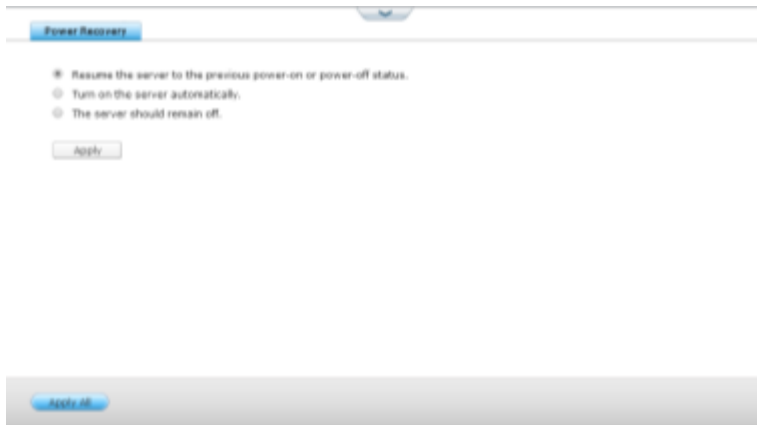 Power Recovery
Resume the server to the previous power-on or power-off status.
Turn on the server automatically.
The server should remain off.
Apply
Apply All